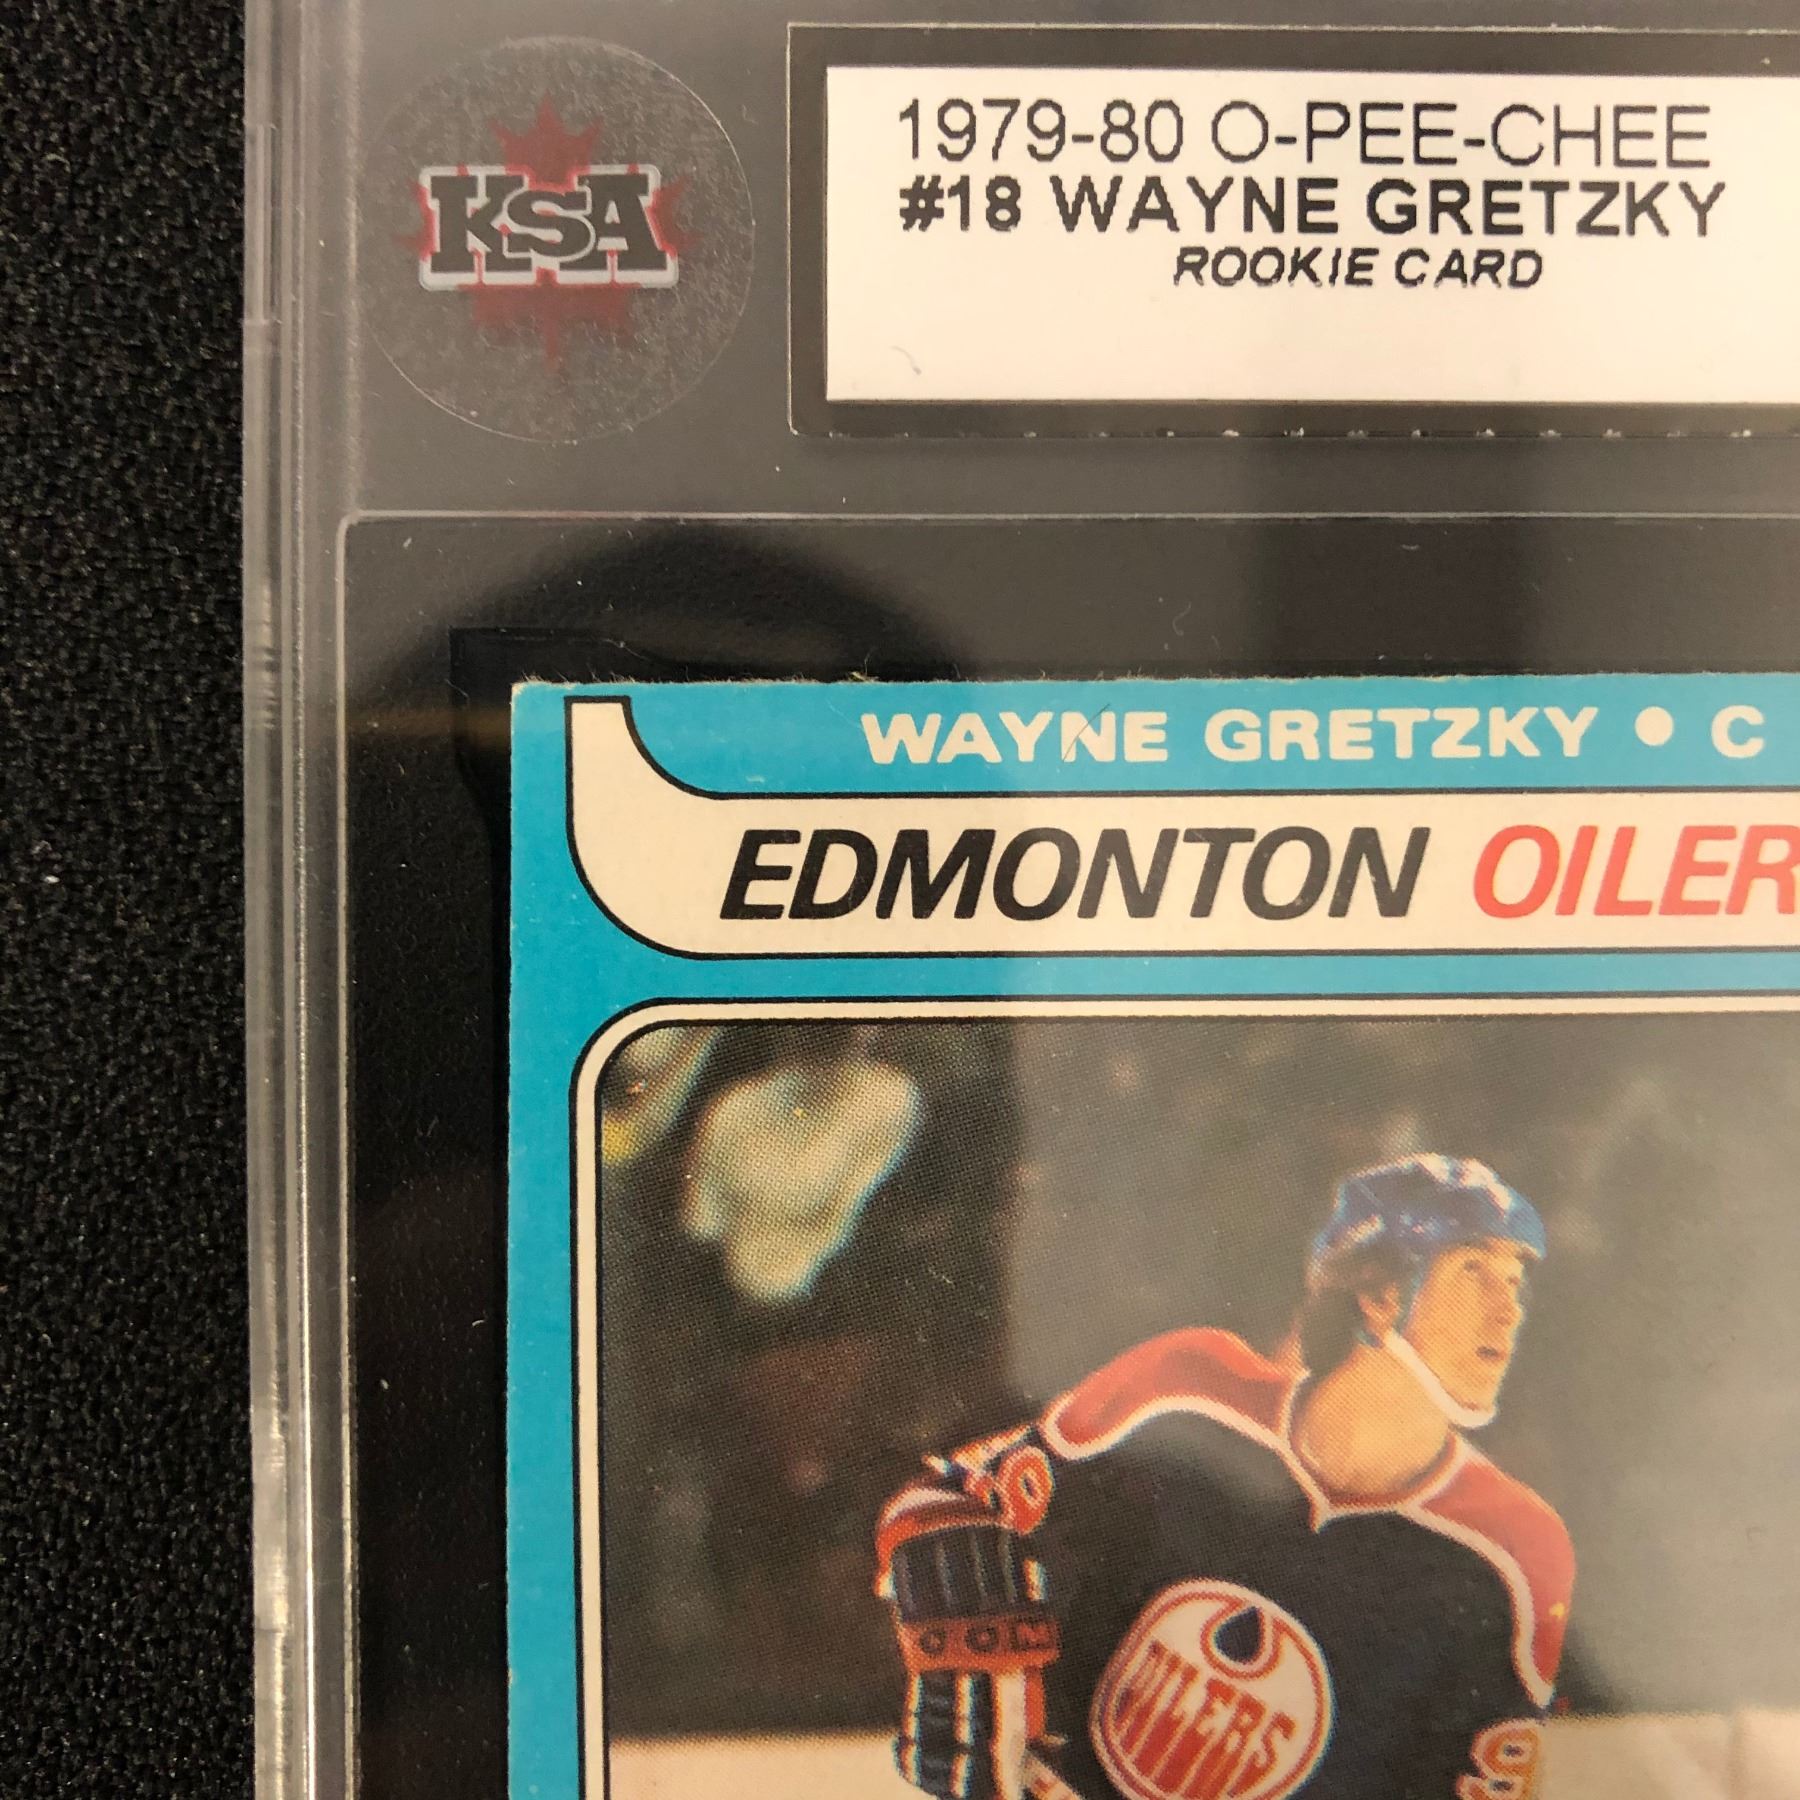 KSA
1979-80 O-PEE-CHEE
#18 WAYNE GRETZKY
ROOKIE CARD
WAYNE GRETZKY • C
EDMONTON OILER
OILERS